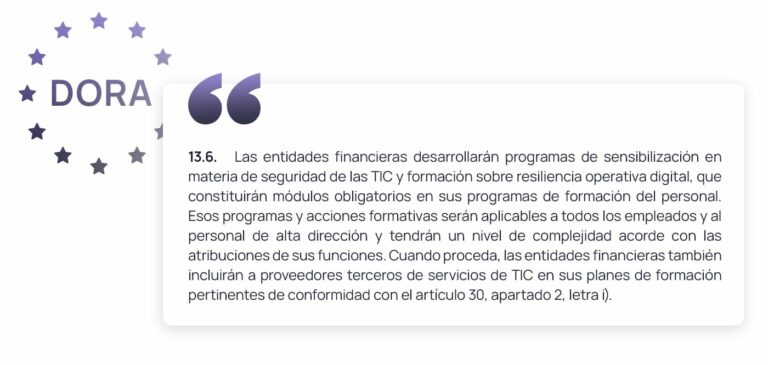 DORA
13.6. Las entidades financieras desarrollarán programas de sensibilización en
materia de seguridad de las TIC y formación sobre resiliencia operativa digital, que
constituirán módulos obligatorios en sus programas de formación del personal.
Esos programas y acciones formativas serán aplicables a todos los empleados y al
personal de alta dirección y tendrán un nivel de complejidad acorde con las
atribuciones de sus funciones. Cuando proceda, las entidades financieras también
incluirán a proveedores terceros de servicios de TIC en sus planes de formación
pertinentes de conformidad con el artículo 30, apartado 2, letra i).